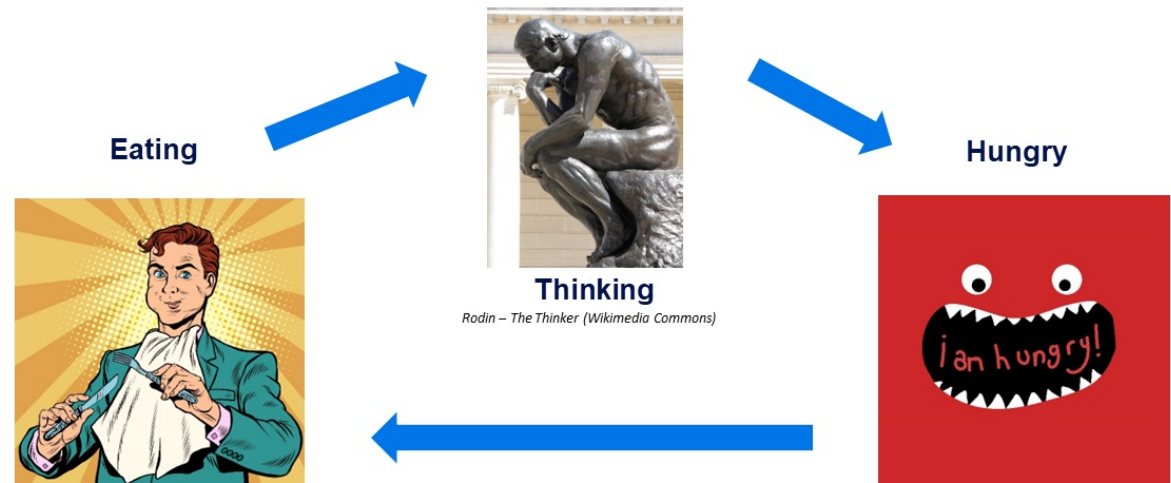 Eating
Hungry
Thinking
Rodin – The Thinker (Wikimedia Commons)
i am hungry!